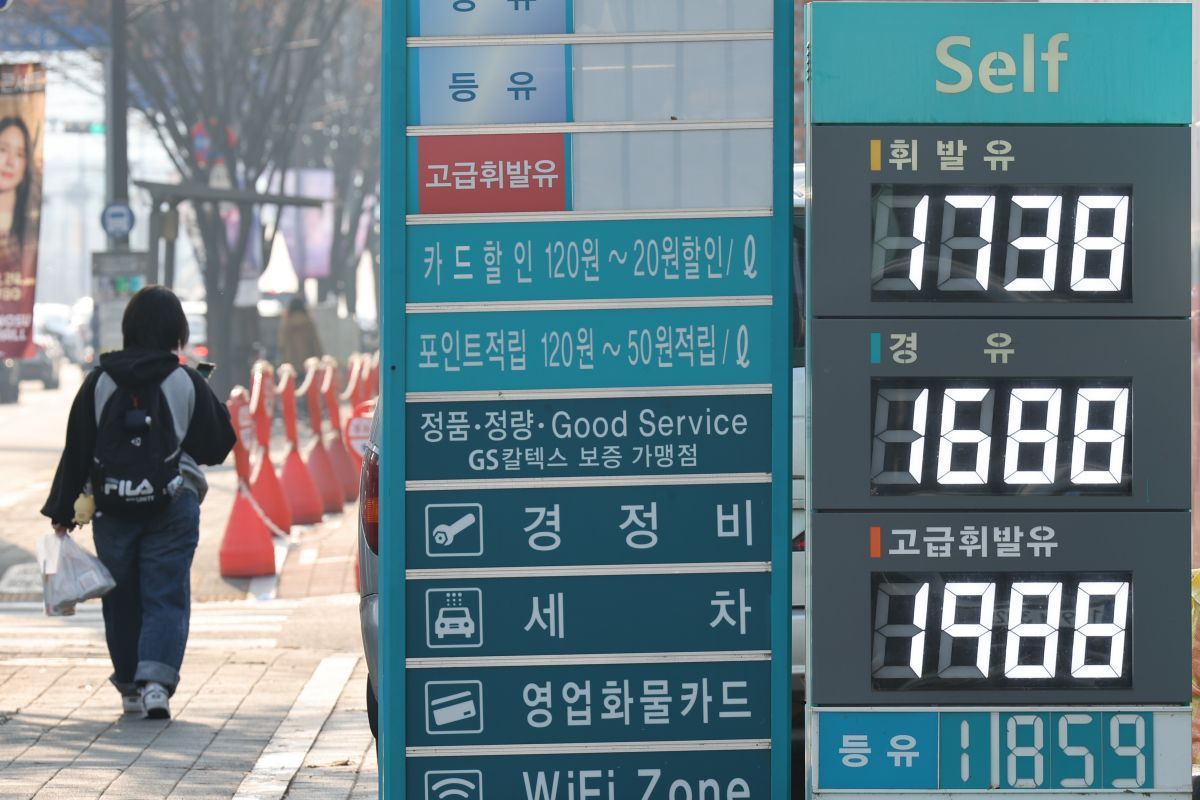 등유
고급휘발유
카드할인 120원~20원할인/ℓ
포인트적립 120원~50원적립/ℓ
정품·정량·Good Service
GS칼텍스 보증 가맹점
경정비
세차
영업화물카드
WiFi Zone
Self
휘발유
1738
경유
1688
고급휘발유
1988
등유 1859
FILA